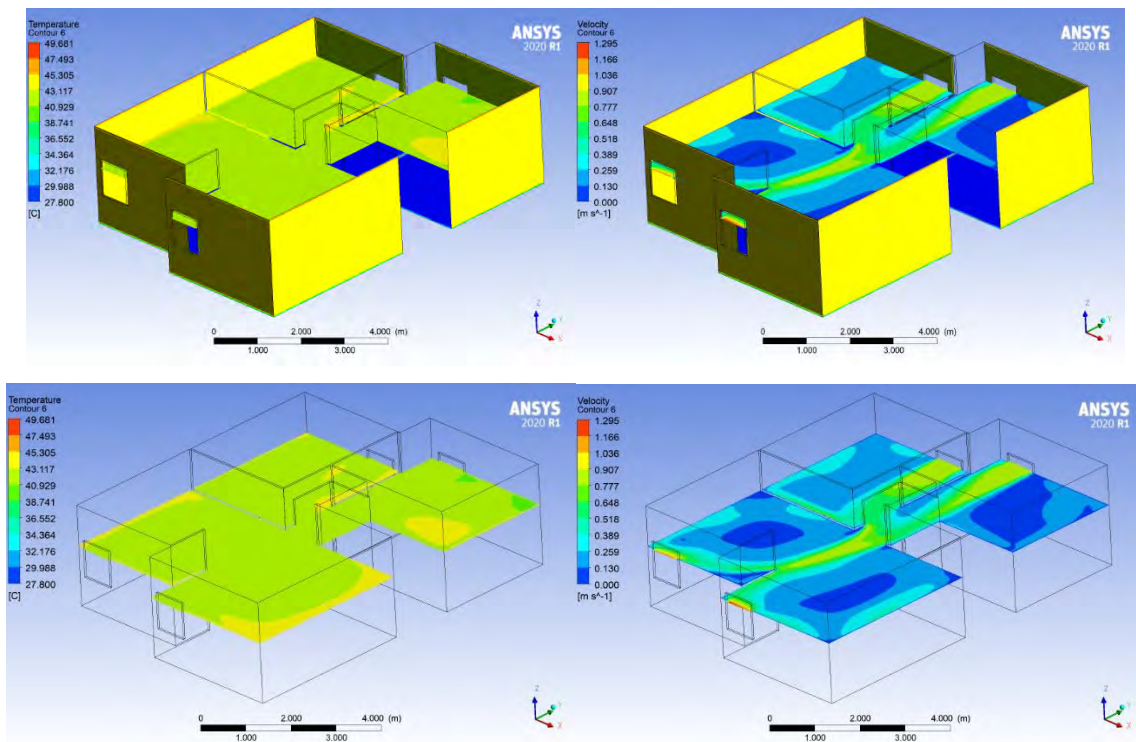 Temperature
Contour 6
49.681
47.493
45.305
43.117
40.929
38.741
36.552
34.364
32.176
29.988
27.800
[C]
ANSYS
2020 R1
0 2.000 4.000 (m)
1.000 3.000
Z
Y
X
Velocity
Contour 6
1.295
1.166
1.036
0.907
0.777
0.648
0.518
0.389
0.259
0.130
0.000
[m s^-1]
ANSYS
2020 R1
0 2.000 4.000 (m)
1.000 3.000
Z
Y
X
Temperature
Contour 6
49.681
47.493
45.305
43.117
40.929
38.741
36.552
34.364
32.176
29.988
27.800
[C]
ANSYS
2020 R1
0 2.000 4.000 (m)
1.000 3.000
Z
Y
X
Velocity
Contour 6
1.295
1.166
1.036
0.907
0.777
0.648
0.518
0.389
0.259
0.130
0.000
[m s^-1]
ANSYS
2020 R1
0 2.000 4.000 (m)
1.000 3.000
Z
Y
X